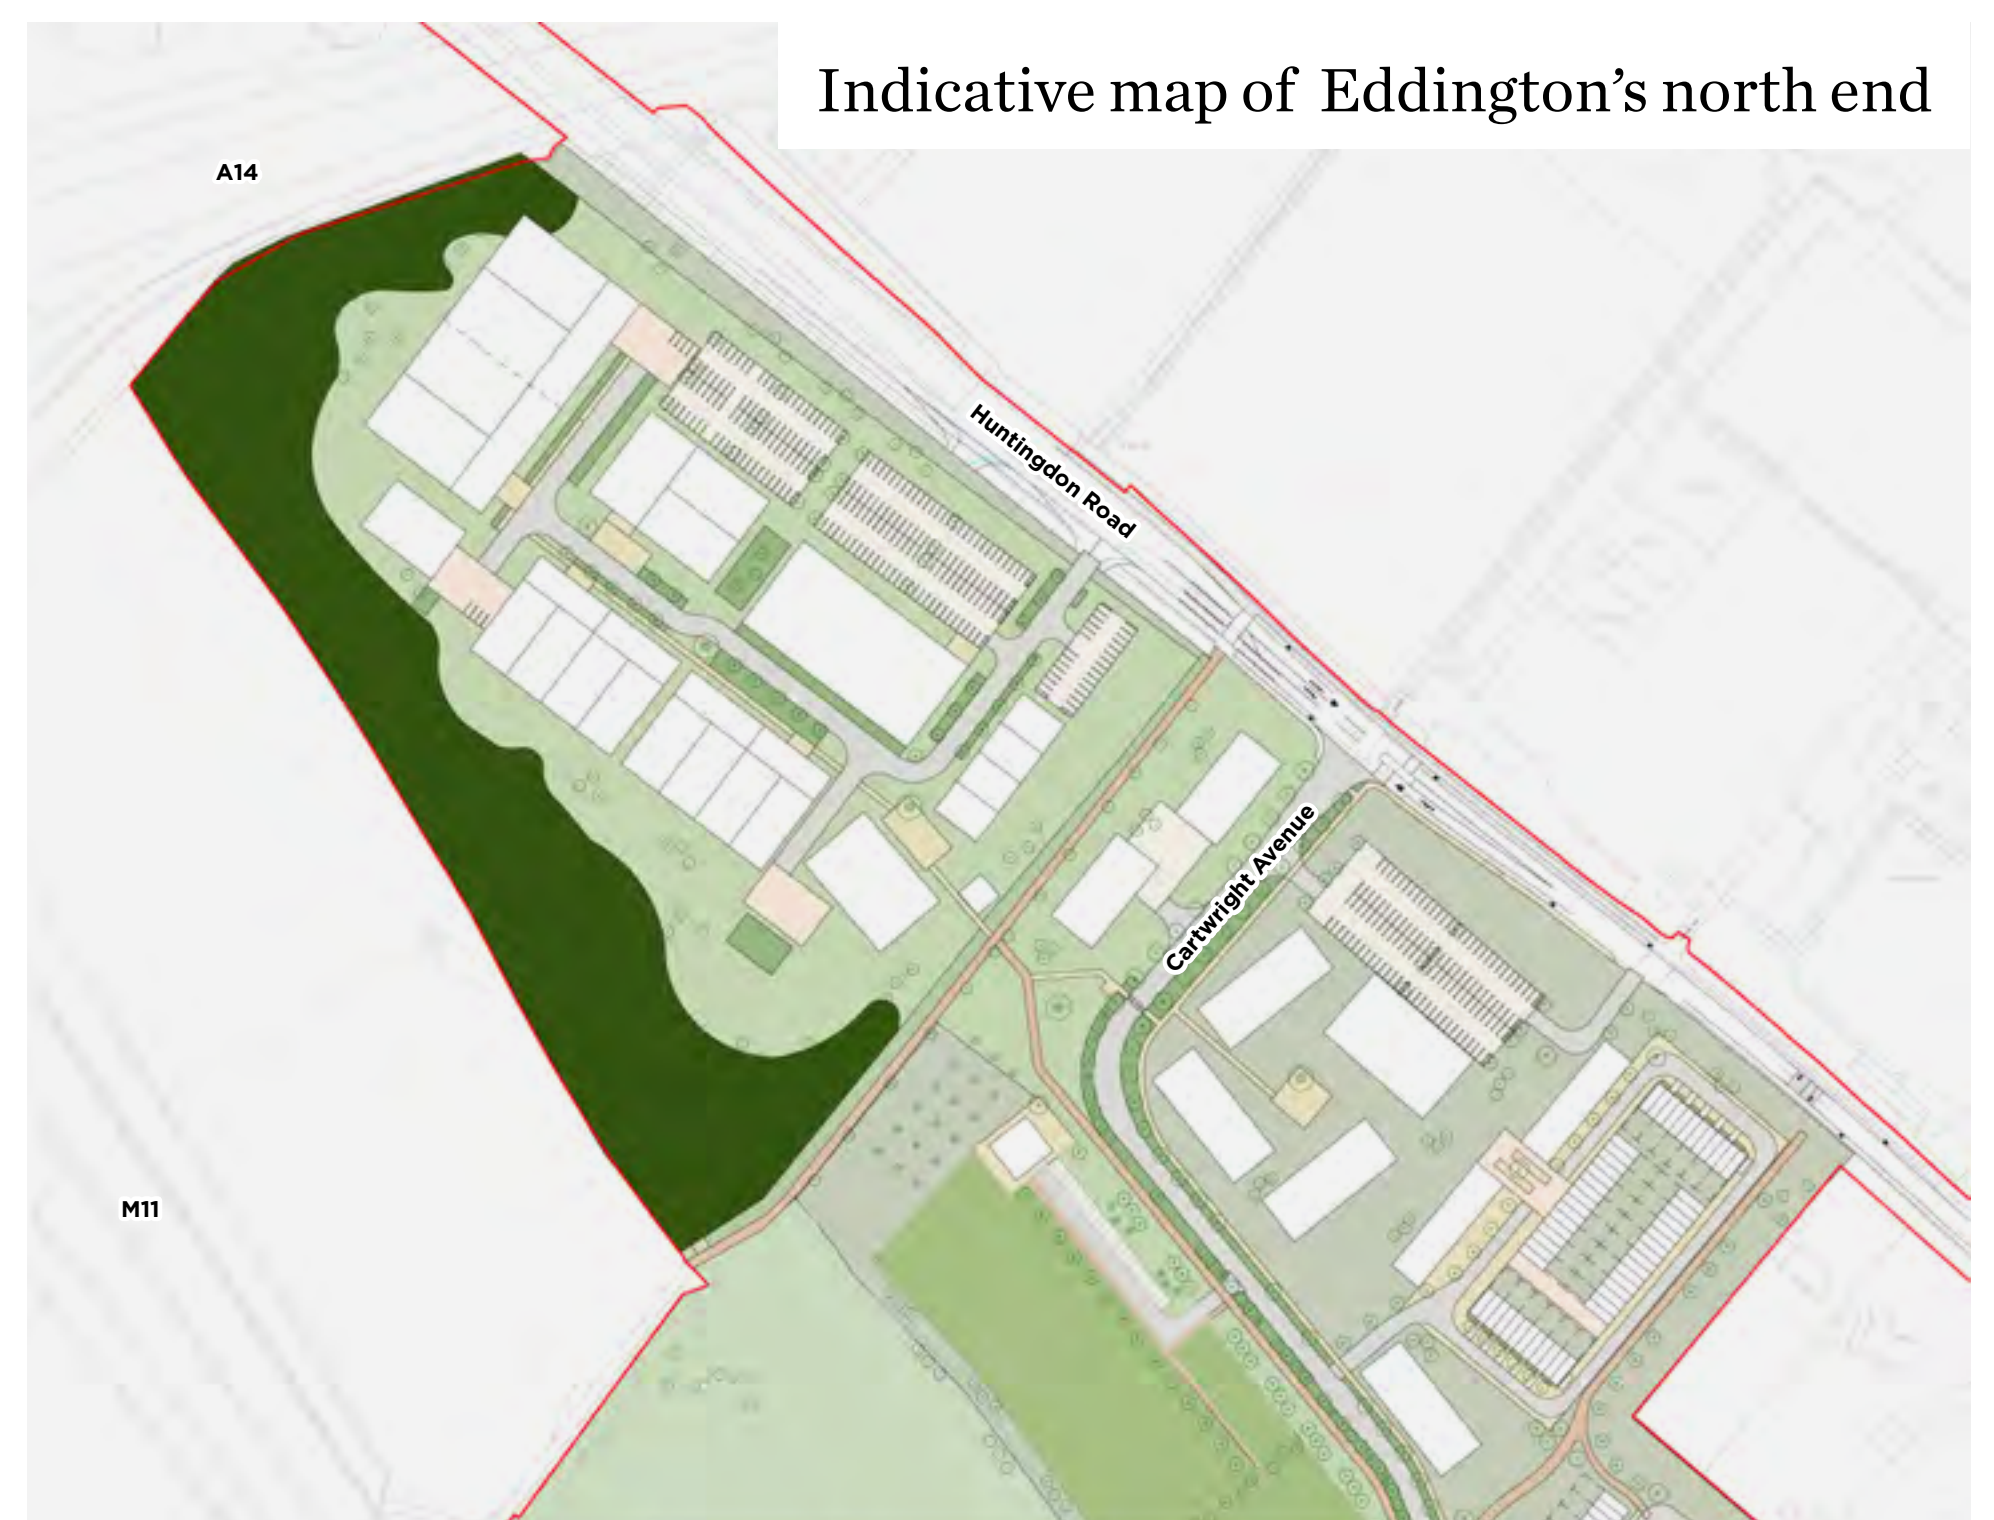 Indicative map of Eddington’s north end
A14
Huntingdon Road
Cartwright Avenue
M11